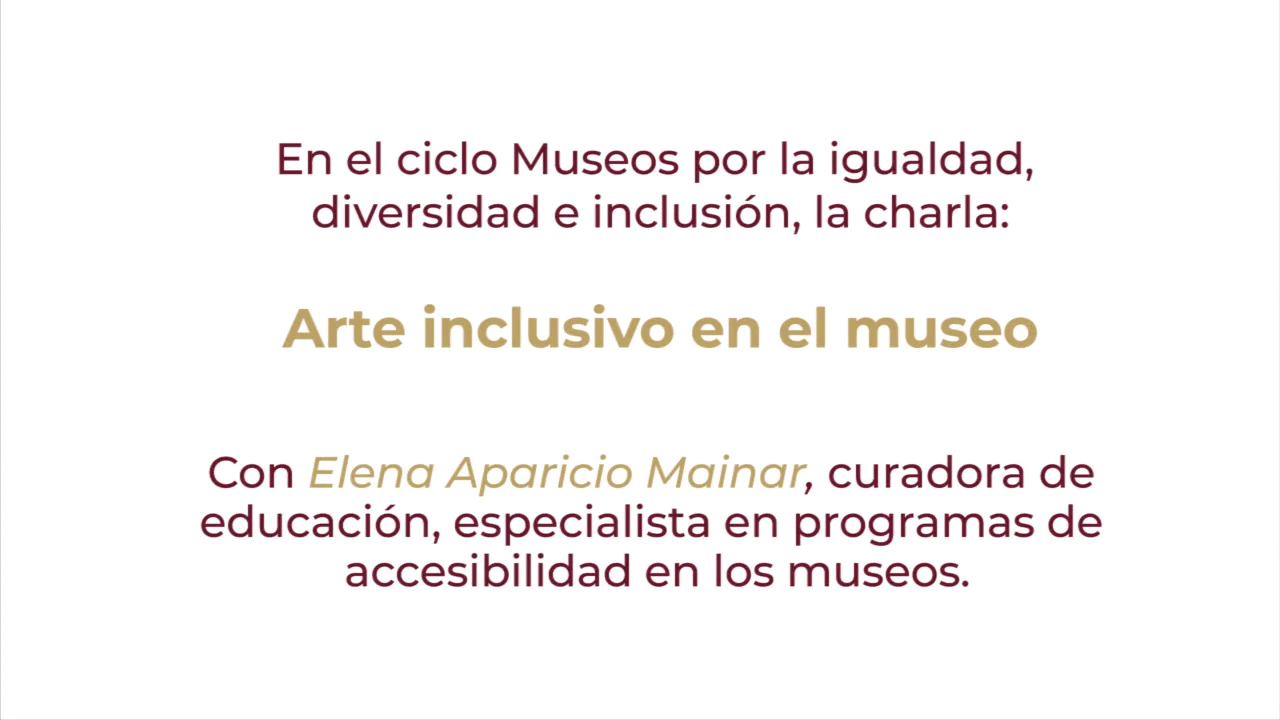 En el ciclo Museos por la igualdad,
diversidad e inclusión, la charla:
Arte inclusivo en el museo
Con Elena Aparicio Mainar, curadora de
educación, especialista en programas de
accesibilidad en los museos.